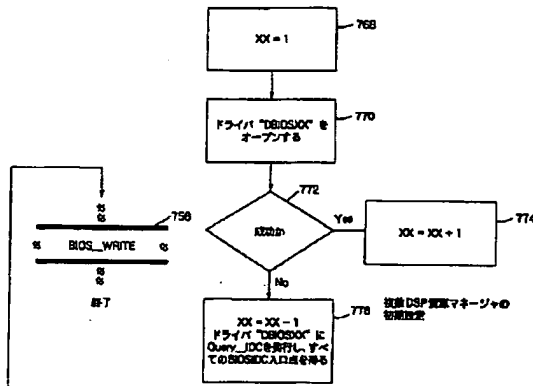 XX = 1
768
ドライバ “DBIOSXX” を
オープンする
770
772
成功か
Yes
XX = XX + 1
774
758
BIOS__WRITE
終了
No
XX = XX − 1
ドライバ “DBIOSXX” に
Query__IDCを発行し、すべ
てのBIOSIDC入口点を得る
778
複数DSP資源マネージャの
初期設定